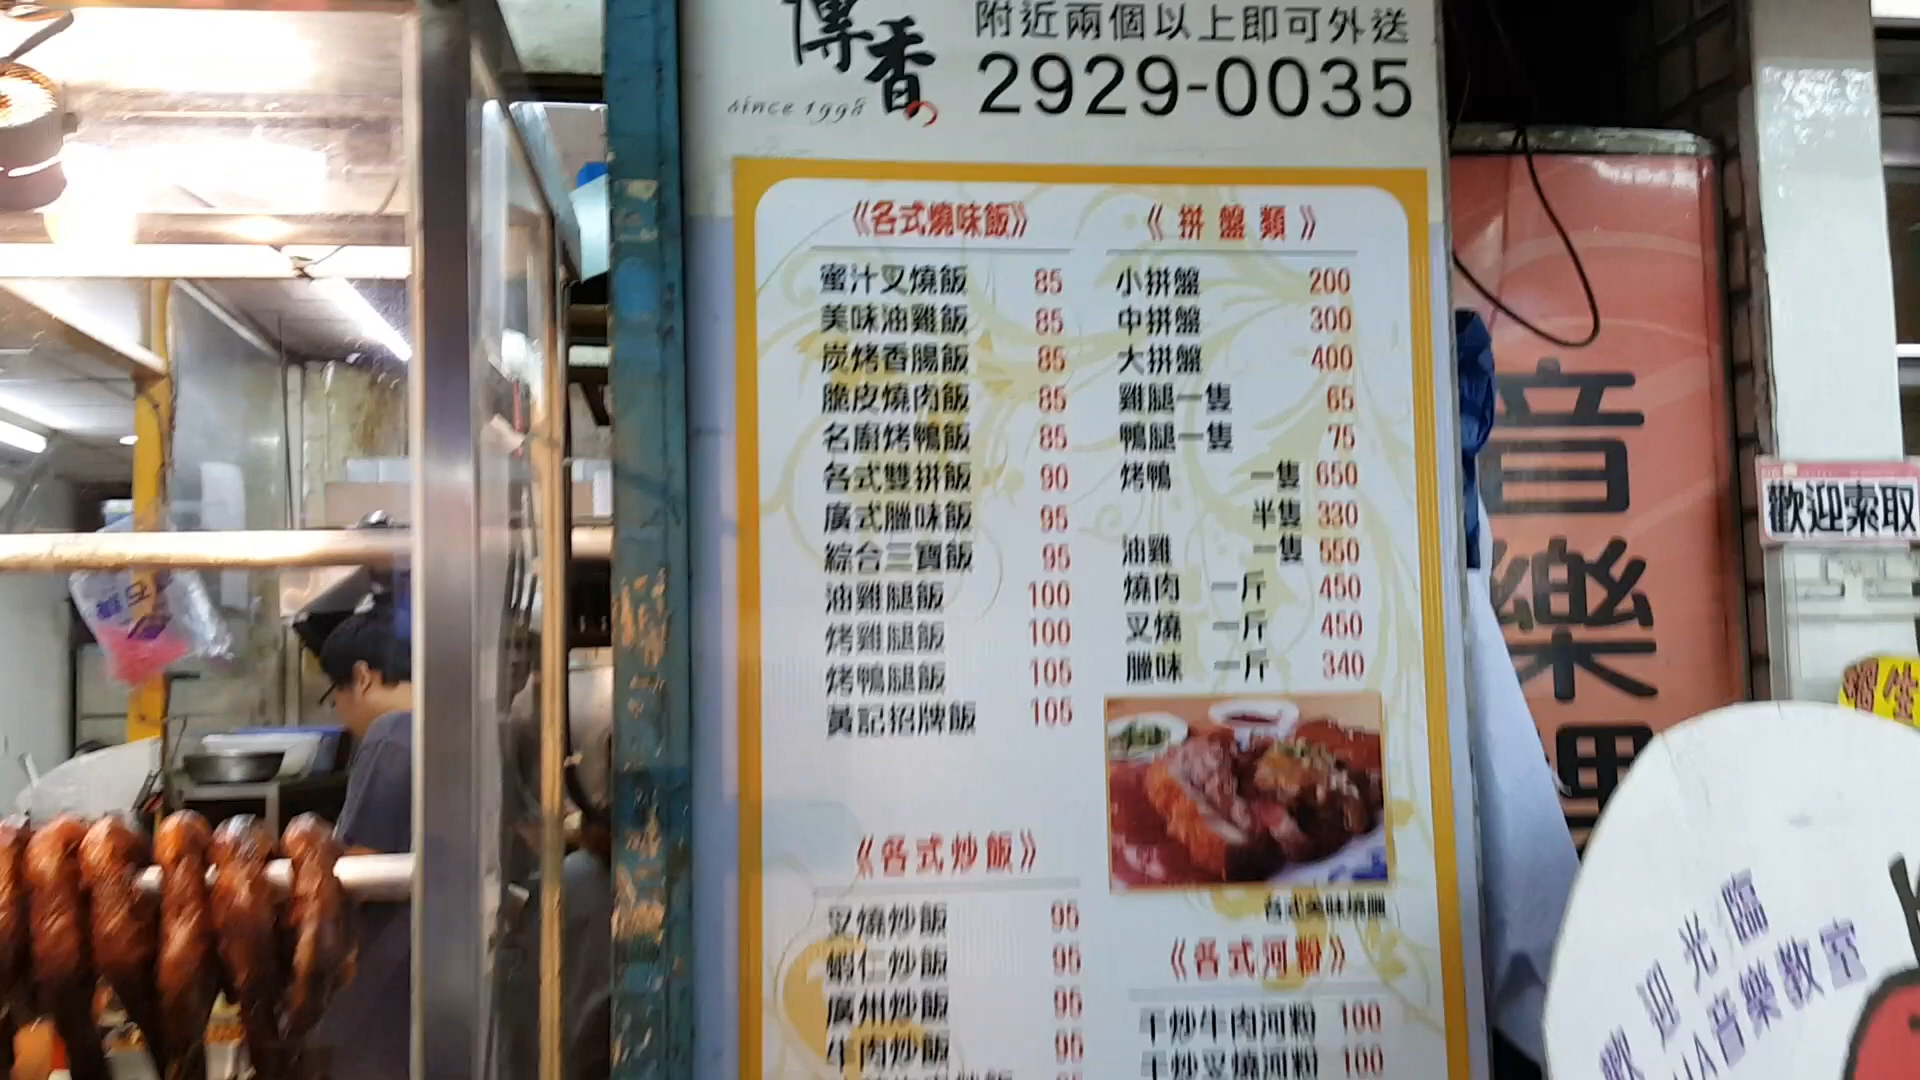 傳香
since 1998
附近兩個以上即可外送
2929-0035
《各式燒味飯》
蜜汁叉燒飯 85
美味油雞飯 85
炭烤香腸飯 85
脆皮燒肉飯 85
名廚烤鴨飯 85
各式雙拼飯 90
廣式臘味飯 95
綜合三寶飯 95
油雞腿飯 100
烤雞腿飯 100
烤鴨腿飯 105
黃記招牌飯 105
《各式炒飯》
叉燒炒飯 95
蝦仁炒飯 95
廣州炒飯 95
牛肉炒飯 95
《拼盤類》
小拼盤 200
中拼盤 300
大拼盤 400
雞腿一隻 65
鴨腿一隻 75
烤鴨 一隻 650
半隻 330
油雞 一隻 550
燒肉 一斤 450
叉燒 一斤 450
臘味 一斤 340
各式美味燒臘
《各式河粉》
干炒牛肉河粉 100
干炒叉燒河粉 100
音樂
歡迎索取
歡迎光臨
音樂教室